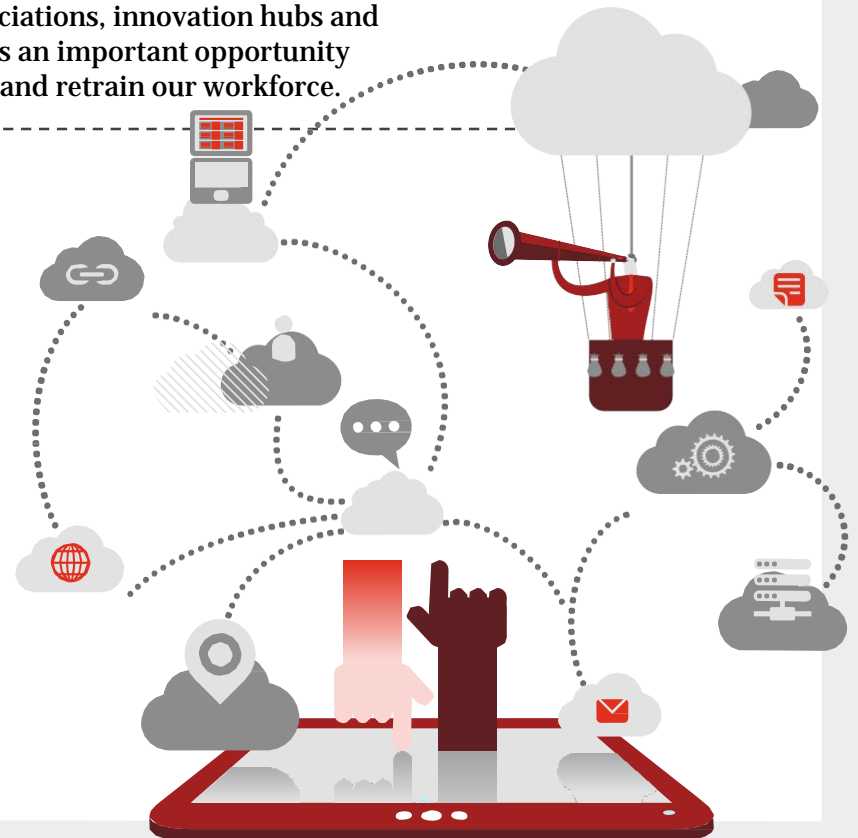 ciations, innovation hubs and
s an important opportunity
and retrain our workforce.